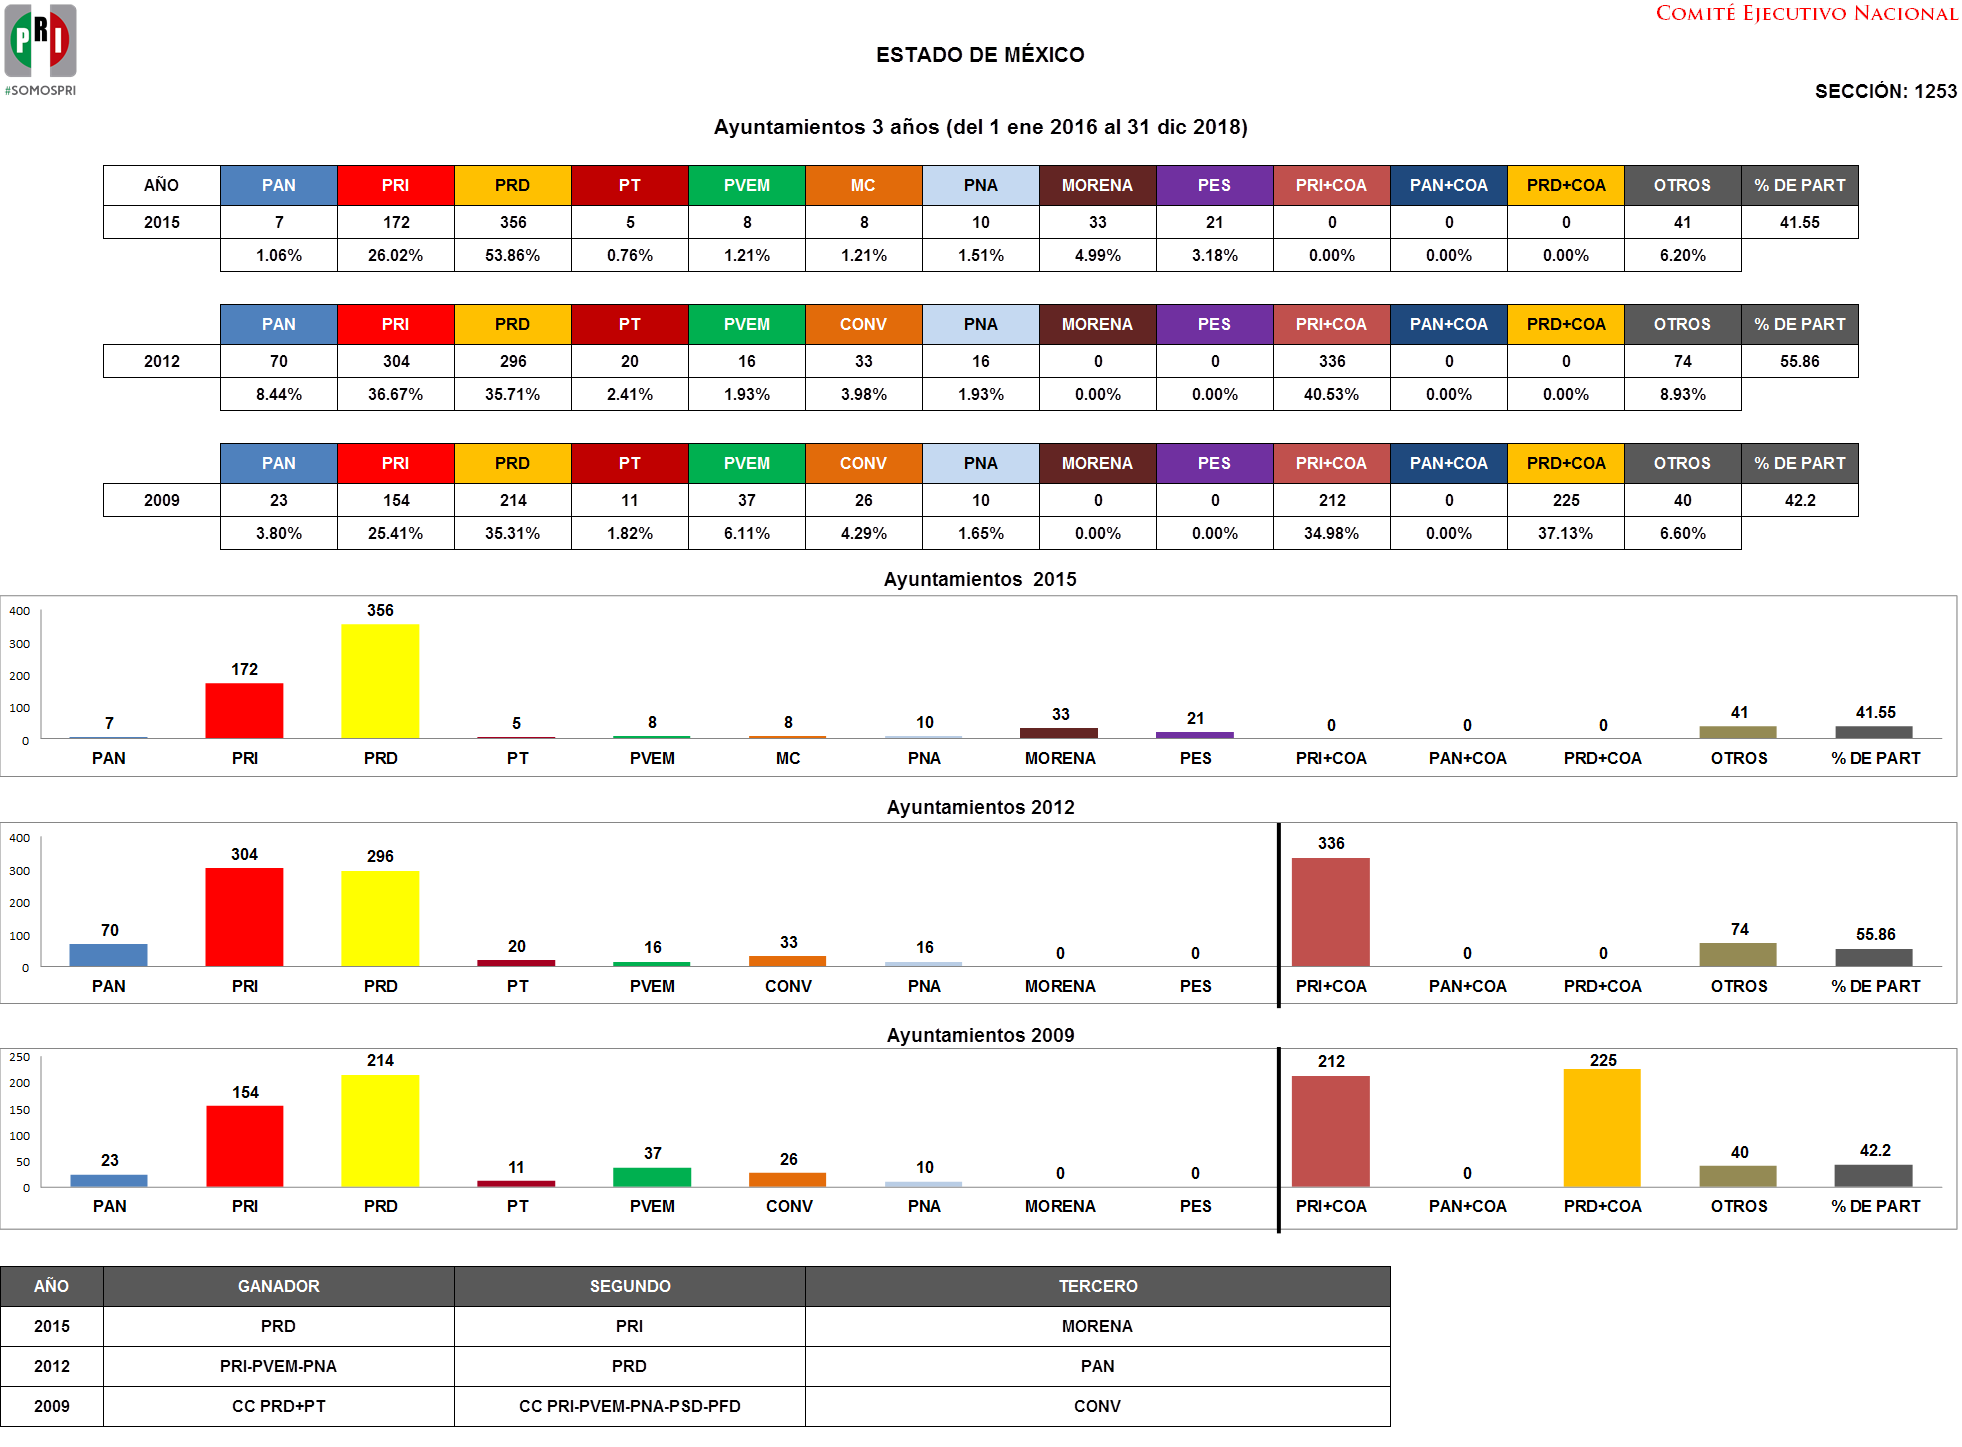 PRI
#SOMOSPRI
COMITÉ EJECUTIVO NACIONAL
ESTADO DE MÉXICO
SECCIÓN: 1253
Ayuntamientos 3 años (del 1 ene 2016 al 31 dic 2018)
AÑO PAN PRI PRD PT PVEM MC PNA MORENA PES PRI+COA PAN+COA PRD+COA OTROS % DE PART
2015 7 172 356 5 8 8 10 33 21 0 0 0 41 41.55
1.06% 26.02% 53.86% 0.76% 1.21% 1.21% 1.51% 4.99% 3.18% 0.00% 0.00% 0.00% 6.20%
PAN PRI PRD PT PVEM CONV PNA MORENA PES PRI+COA PAN+COA PRD+COA OTROS % DE PART
2012 70 304 296 20 16 33 16 0 0 336 0 0 74 55.86
8.44% 36.67% 35.71% 2.41% 1.93% 3.98% 1.93% 0.00% 0.00% 40.53% 0.00% 0.00% 8.93%
PAN PRI PRD PT PVEM CONV PNA MORENA PES PRI+COA PAN+COA PRD+COA OTROS % DE PART
2009 23 154 214 11 37 26 10 0 0 212 0 225 40 42.2
3.80% 25.41% 35.31% 1.82% 6.11% 4.29% 1.65% 0.00% 0.00% 34.98% 0.00% 37.13% 6.60%
Ayuntamientos 2015
400
300
200
100
0
7 172 356 5 8 8 10 33 21 0 0 0 41 41.55
PAN PRI PRD PT PVEM MC PNA MORENA PES PRI+COA PAN+COA PRD+COA OTROS % DE PART
Ayuntamientos 2012
400
300
200
100
0
70 304 296 20 16 33 16 0 0 336 0 0 74 55.86
PAN PRI PRD PT PVEM CONV PNA MORENA PES PRI+COA PAN+COA PRD+COA OTROS % DE PART
Ayuntamientos 2009
250
200
150
100
50
0
23 154 214 11 37 26 10 0 0 212 0 225 40 42.2
PAN PRI PRD PT PVEM CONV PNA MORENA PES PRI+COA PAN+COA PRD+COA OTROS % DE PART
AÑO GANADOR SEGUNDO TERCERO
2015 PRD PRI MORENA
2012 PRI-PVEM-PNA PRD PAN
2009 CC PRD+PT CC PRI-PVEM-PNA-PSD-PFD CONV